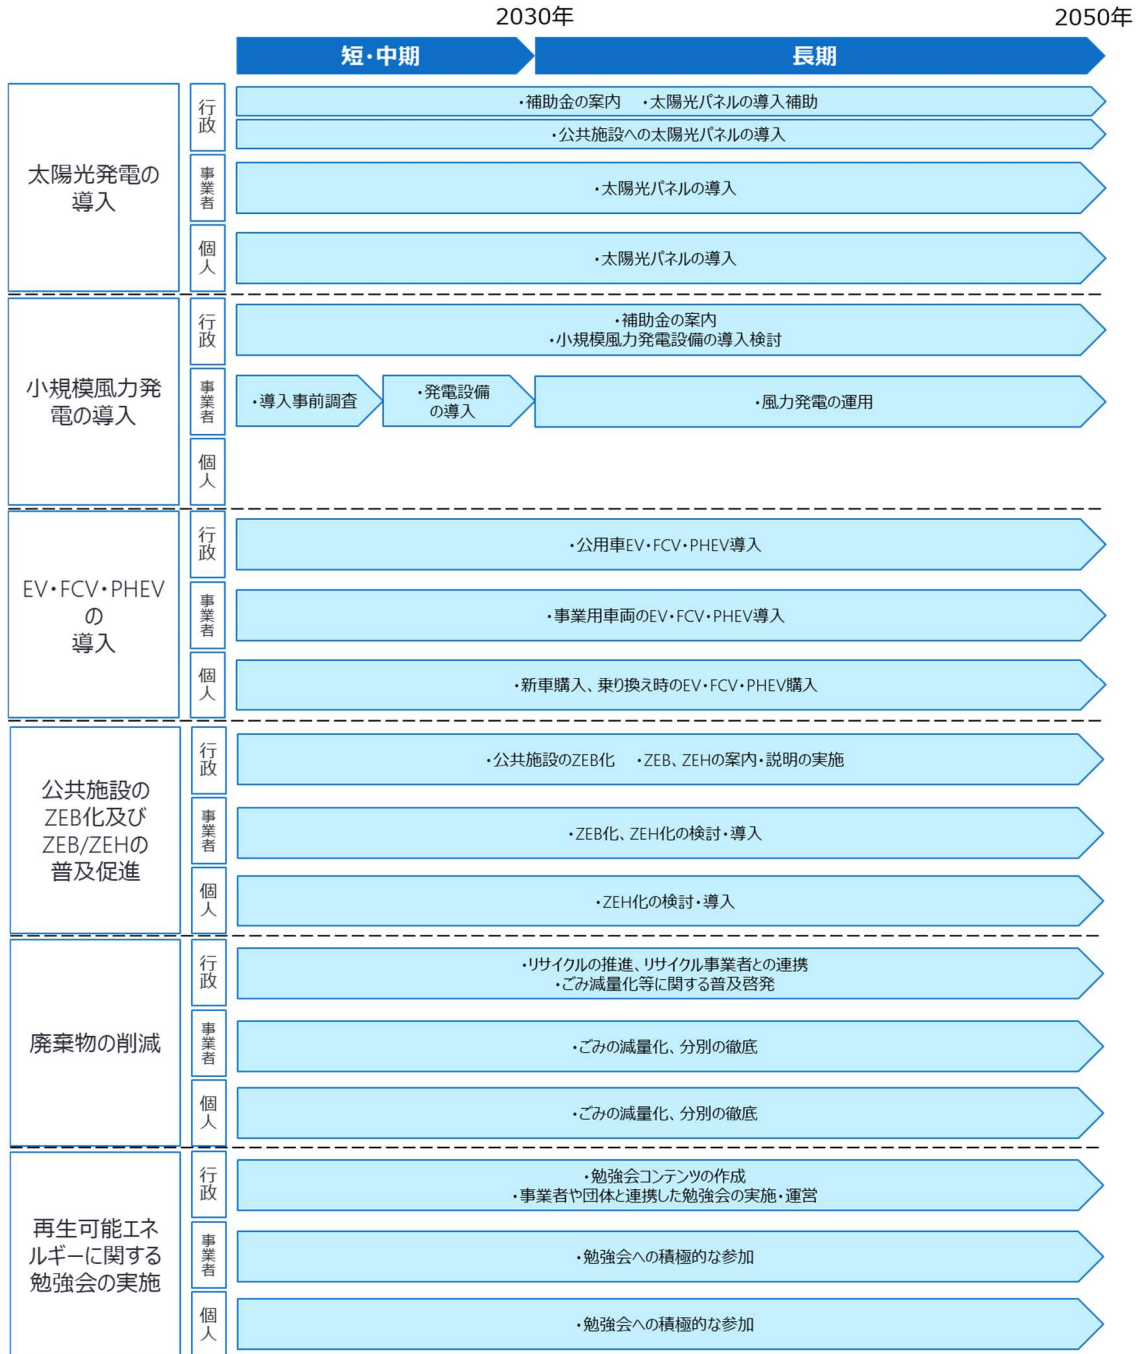 2030年
2050年
短・中期
長期
太陽光発電の
導入
行政
・補助金の案内 ・太陽光パネルの導入補助
・公共施設への太陽光パネルの導入
事業者
・太陽光パネルの導入
個人
・太陽光パネルの導入
小規模風力発
電の導入
行政
・補助金の案内
・小規模風力発電設備の導入検討
事業者
・導入事前調査
・発電設備
の導入
・風力発電の運用
個人
EV・FCV・PHEV
の
導入
行政
・公用車EV・FCV・PHEV導入
事業者
・事業用車両のEV・FCV・PHEV導入
個人
・新車購入、乗り換え時のEV・FCV・PHEV購入
公共施設の
ZEB化及び
ZEB/ZEHの
普及促進
行政
・公共施設のZEB化 ・ZEB、ZEHの案内・説明の実施
事業者
・ZEB化、ZEH化の検討・導入
個人
・ZEH化の検討・導入
廃棄物の削減
行政
・リサイクルの推進、リサイクル事業者との連携
・ごみ減量化等に関する普及啓発
事業者
・ごみの減量化、分別の徹底
個人
・ごみの減量化、分別の徹底
再生可能エネ
ルギーに関する
勉強会の実施
行政
・勉強会コンテンツの作成
・事業者や団体と連携した勉強会の実施・運営
事業者
・勉強会への積極的な参加
個人
・勉強会への積極的な参加